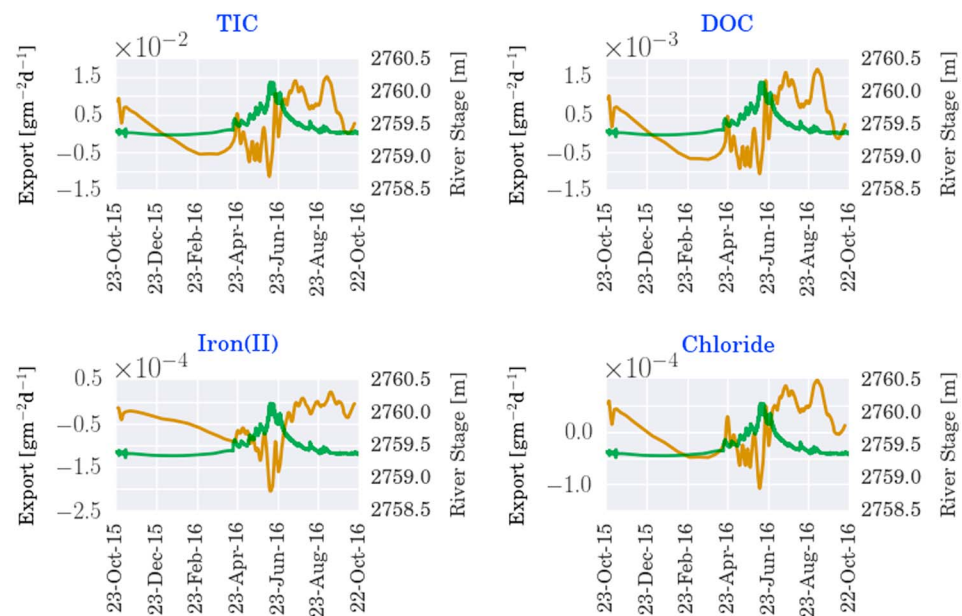 TIC
×10−2
Export [gm−2d−1]
1.5
0.5
−0.5
−1.5
2760.5
2760.0
2759.5
2759.0
2758.5
River Stage [m]
23-Oct-15
23-Dec-15
23-Feb-16
23-Apr-16
23-Jun-16
23-Aug-16
22-Oct-16
DOC
×10−3
Export [gm−2d−1]
1.5
0.5
−0.5
−1.5
2760.5
2760.0
2759.5
2759.0
2758.5
River Stage [m]
23-Oct-15
23-Dec-15
23-Feb-16
23-Apr-16
23-Jun-16
23-Aug-16
22-Oct-16
Iron(II)
×10−4
Export [gm−2d−1]
0.5
−0.5
−1.5
−2.5
2760.5
2760.0
2759.5
2759.0
2758.5
River Stage [m]
23-Oct-15
23-Dec-15
23-Feb-16
23-Apr-16
23-Jun-16
23-Aug-16
22-Oct-16
Chloride
×10−4
Export [gm−2d−1]
0.0
−1.0
2760.5
2760.0
2759.5
2759.0
2758.5
River Stage [m]
23-Oct-15
23-Dec-15
23-Feb-16
23-Apr-16
23-Jun-16
23-Aug-16
22-Oct-16